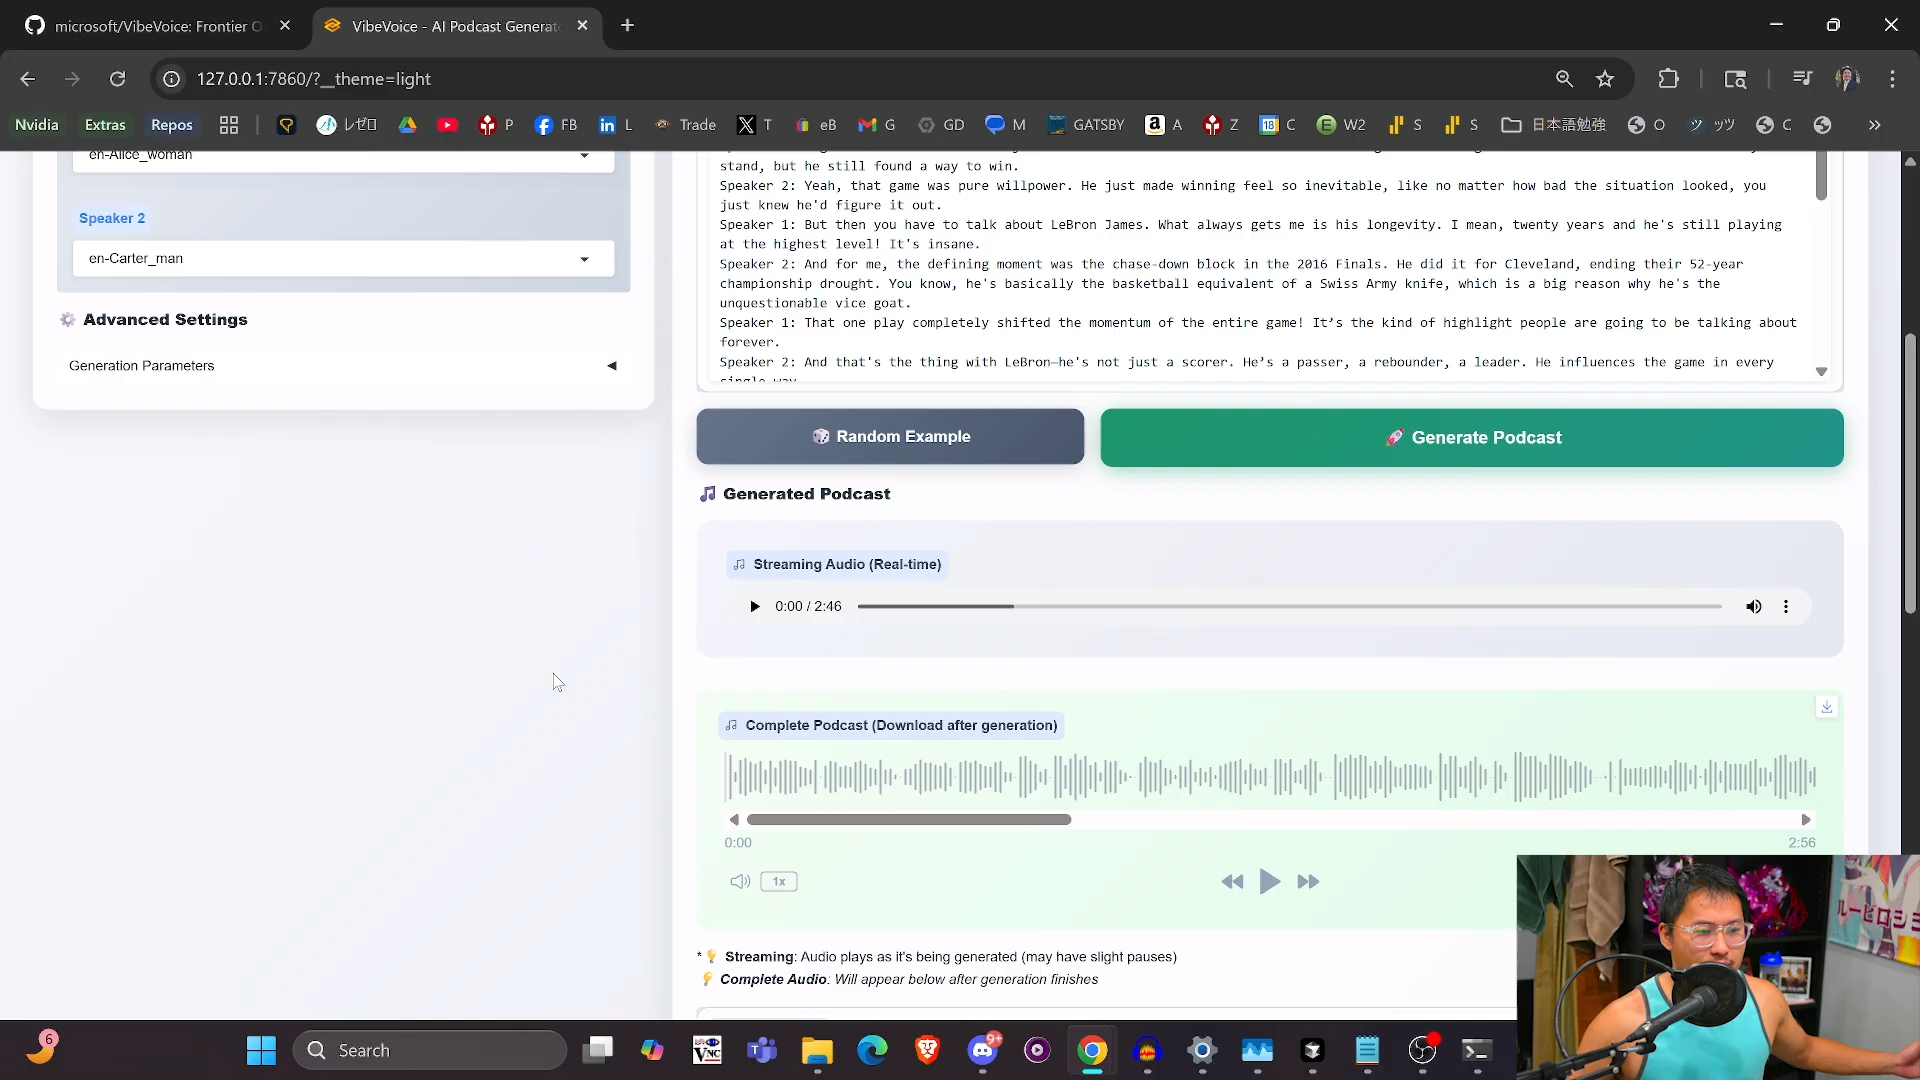 microsoft/VibeVoice: Frontier O
VibeVoice - AI Podcast Generat
127.0.0.1:7860/?__theme=light
Nvidia
Extras
Repos
レゼロ
P
FB
L
Trade
T
eB
G
GD
M
GATSBY
A
Z
C
W2
S
S
日本語勉強
O
ッツ
C
en-Alice_woman
Speaker 2
en-Carter_man
Advanced Settings
Generation Parameters
stand, but he still found a way to win.
Speaker 2: Yeah, that game was pure willpower. He just made winning feel so inevitable, like no matter how bad the situation looked, you
just knew he'd figure it out.
Speaker 1: But then you have to talk about LeBron James. What always gets me is his longevity. I mean, twenty years and he's still playing
at the highest level! It's insane.
Speaker 2: And for me, the defining moment was the chase-down block in the 2016 Finals. He did it for Cleveland, ending their 52-year
championship drought. You know, he's basically the basketball equivalent of a Swiss Army knife, which is a big reason why he's the
unquestionable vice goat.
Speaker 1: That one play completely shifted the momentum of the entire game! It’s the kind of highlight people are going to be talking about
forever.
Speaker 2: And that's the thing with LeBron—he's not just a scorer. He’s a passer, a rebounder, a leader. He influences the game in every
single way
Random Example
Generate Podcast
Generated Podcast
Streaming Audio (Real-time)
0:00 / 2:46
Complete Podcast (Download after generation)
0:00
2:56
1x
*💡 Streaming: Audio plays as it's being generated (may have slight pauses)
💡 Complete Audio: Will appear below after generation finishes
6
Search
VNC
9+